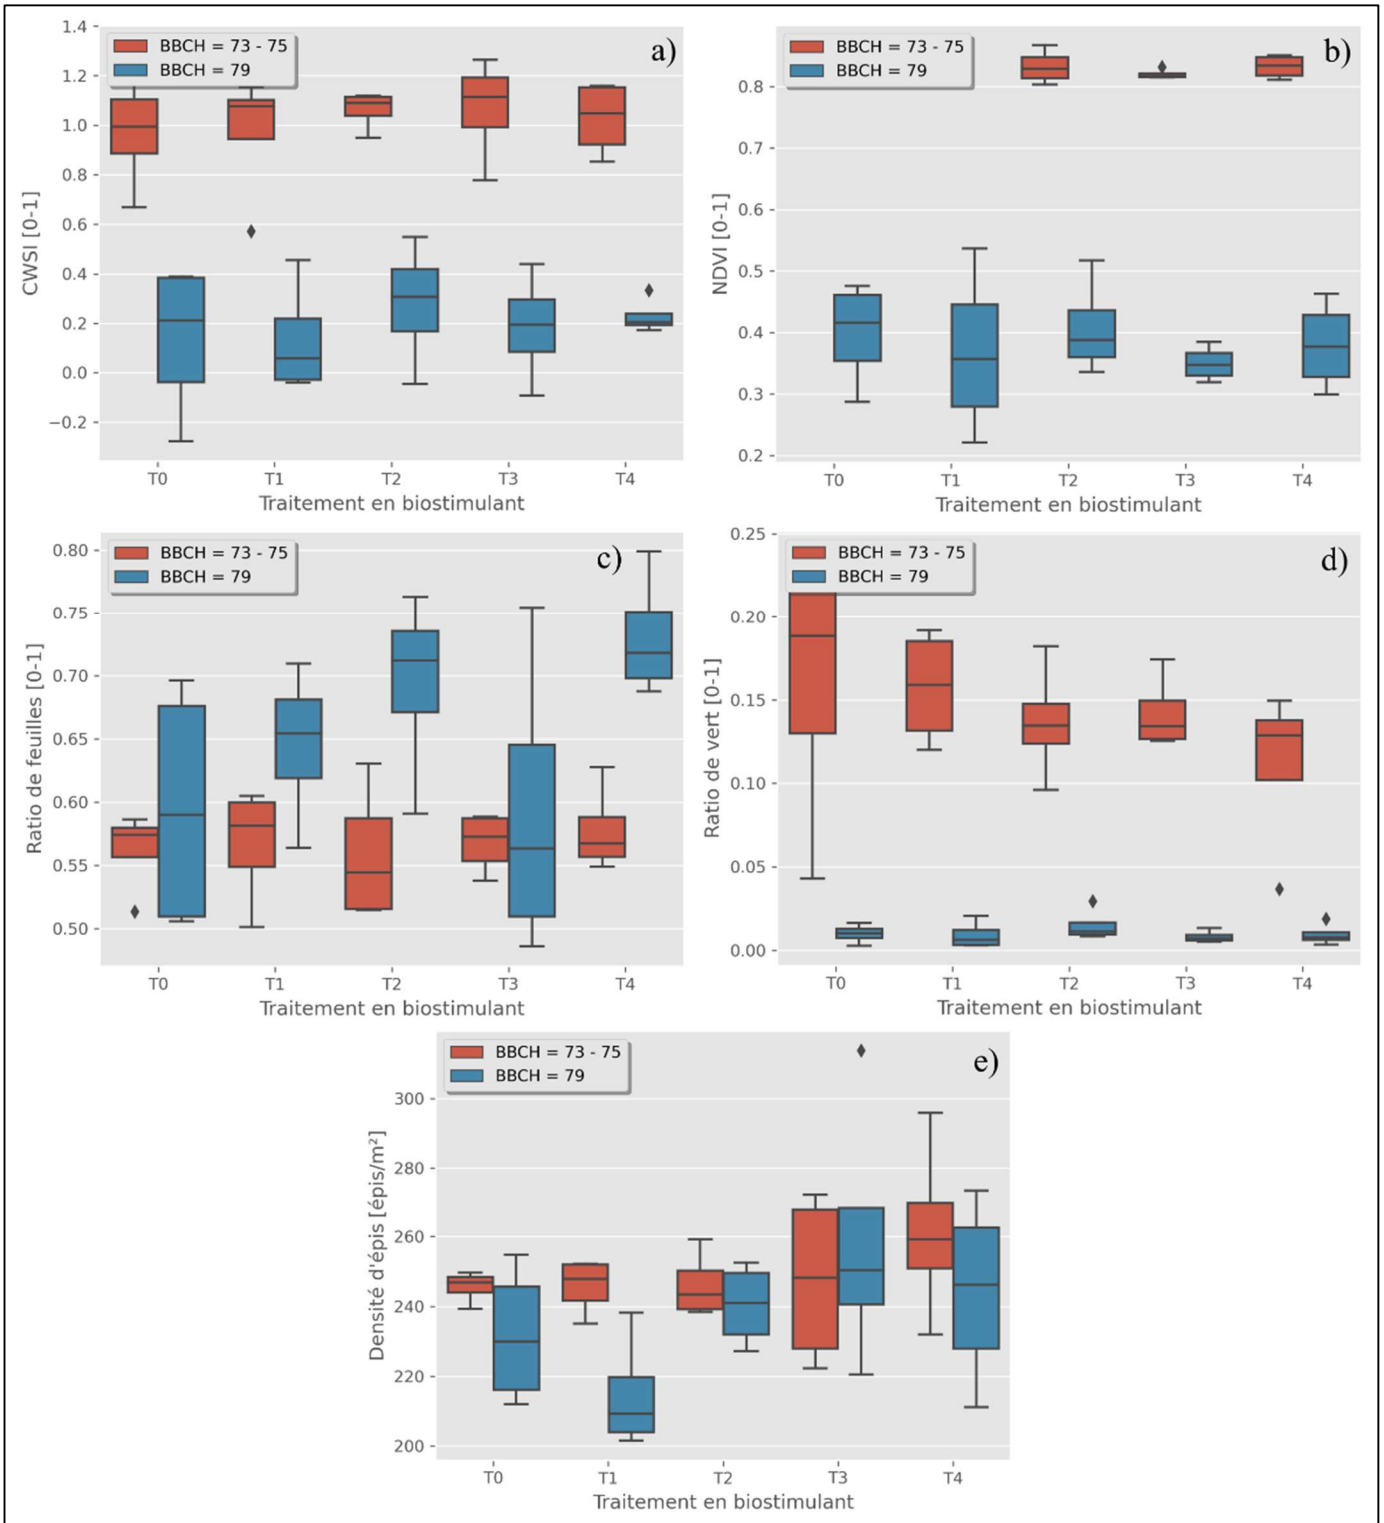 a)
BBCH = 73 - 75
BBCH = 79
1.4
1.2
1.0
0.8
0.6
0.4
0.2
0.0
−0.2
CWSI [0-1]
T0 T1 T2 T3 T4
Traitement en biostimulant
b)
BBCH = 73 - 75
BBCH = 79
0.8
0.7
0.6
0.5
0.4
0.3
0.2
NDVI [0-1]
T0 T1 T2 T3 T4
Traitement en biostimulant
c)
BBCH = 73 - 75
BBCH = 79
0.80
0.75
0.70
0.65
0.60
0.55
0.50
Ratio de feuilles [0-1]
T0 T1 T2 T3 T4
Traitement en biostimulant
d)
BBCH = 73 - 75
BBCH = 79
0.25
0.20
0.15
0.10
0.05
0.00
Ratio de vert [0-1]
T0 T1 T2 T3 T4
Traitement en biostimulant
e)
BBCH = 73 - 75
BBCH = 79
300
280
260
240
220
200
Densité d'épis [épis/m²]
T0 T1 T2 T3 T4
Traitement en biostimulant